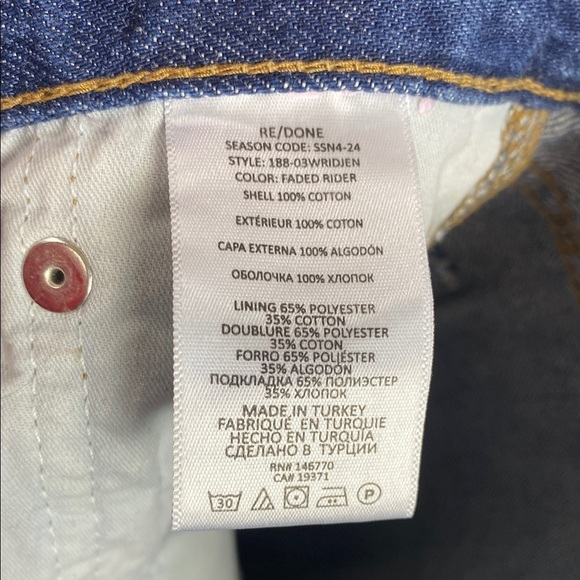 RE/DONE
SEASON CODE: SSN4-24
STYLE: 188-03WRIDJEN
COLOR: FADED RIDER
SHELL 100% COTTON
EXTÉRIEUR 100% COTON
CAPA EXTERNA 100% ALGODÓN
ОБОЛОЧКА 100% ХЛОПОК
LINING 65% POLYESTER
35% COTTON
DOUBLURE 65% POLYESTER
35% COTON
FORRO 65% POLIÉSTER
35% ALGODÓN
ПОДКЛАДКА 65% ПОЛИЭСТЕР
35% ХЛОПОК
MADE IN TURKEY
FABRIQUÉ EN TURQUIE
HECHO EN TURQUÍA
СДЕЛАНО В ТУРЦИИ
RN# 146770
CA# 19371
30 P